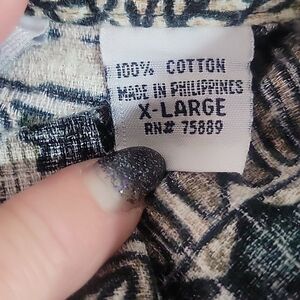 100% COTTON
MADE IN PHILIPPINES
X-LARGE
RN# 75889